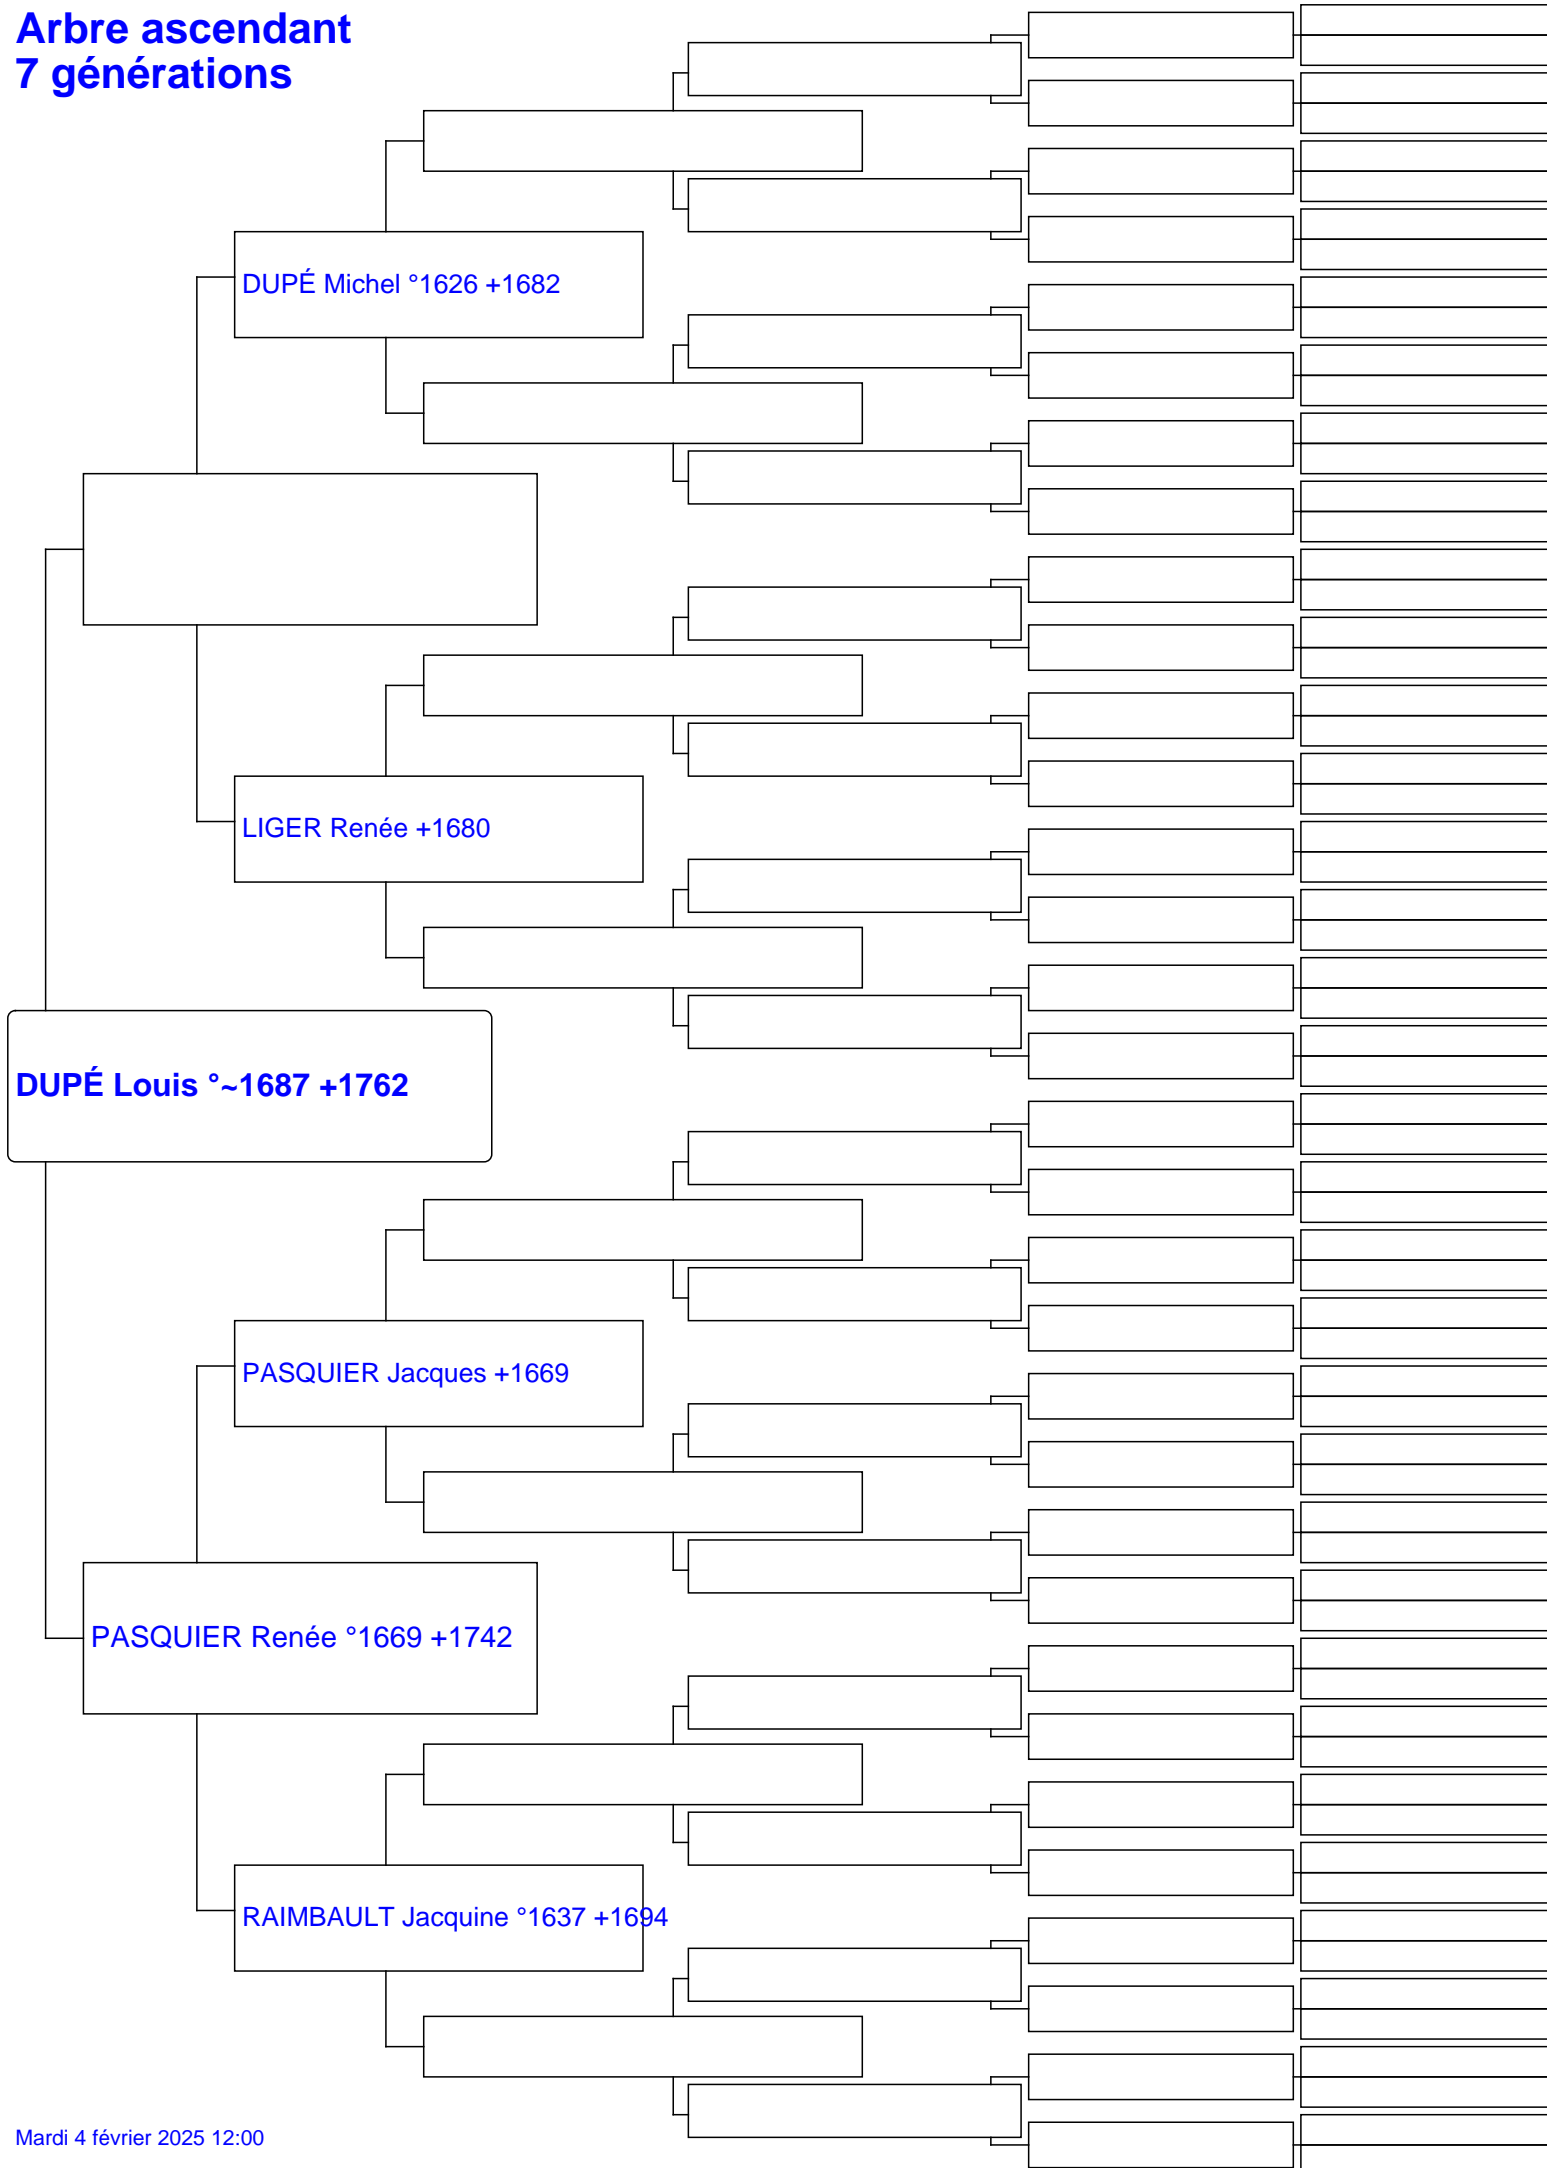 Arbre ascendant
7 générations
DUPÉ Michel °1626 +1682
LIGER Renée +1680
DUPÉ Louis °~1687 +1762
PASQUIER Jacques +1669
PASQUIER Renée °1669 +1742
RAIMBAULT Jacquine °1637 +1694
Mardi 4 février 2025 12:00